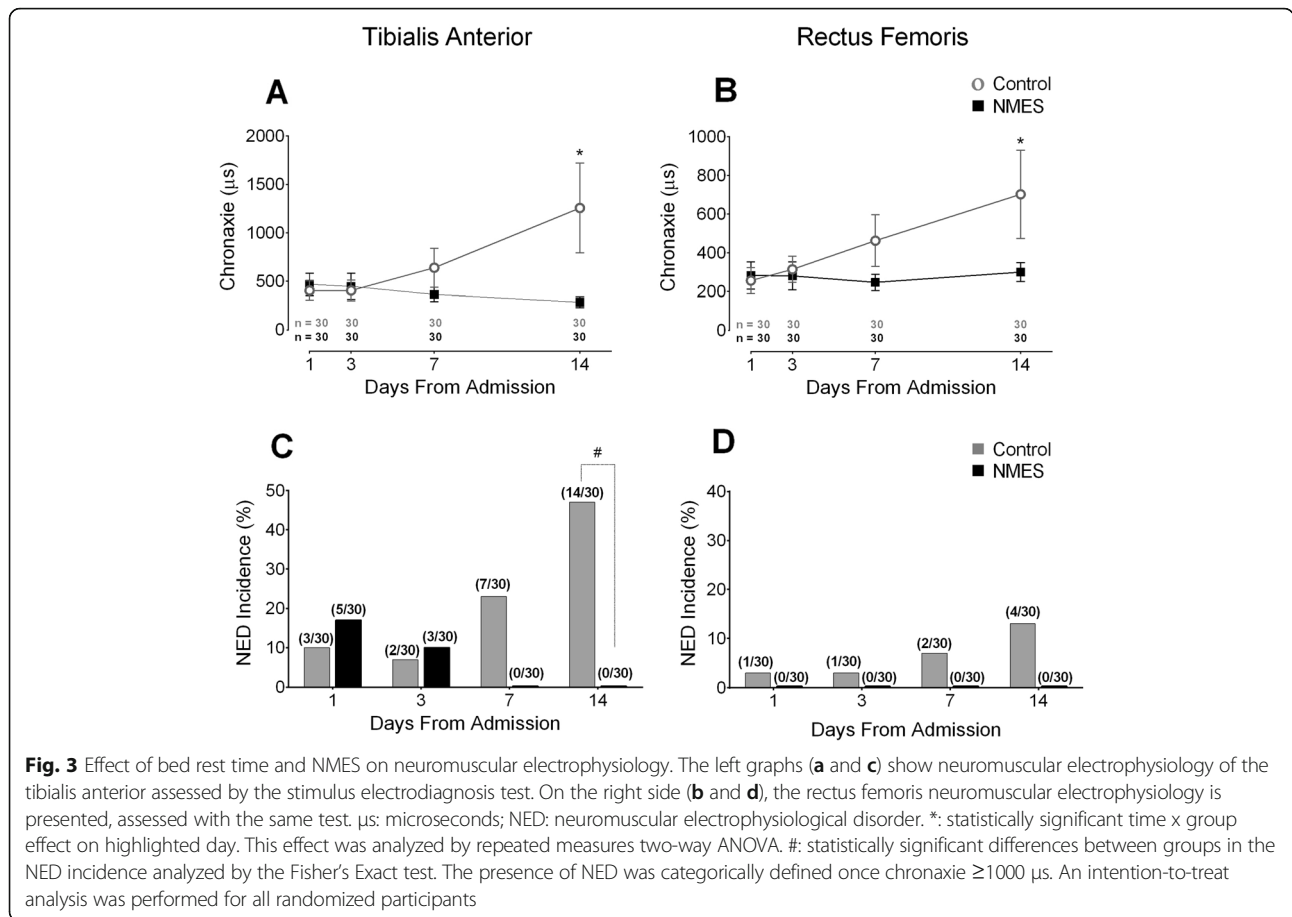 Tibialis Anterior
Rectus Femoris
A
2000
1500
1000
500
0
Chronaxie (μs)
*
n = 30 30 30 30
n = 30 30 30 30
1 3 7 14
Days From Admission
B
Control
NMES
1000
800
600
400
200
0
Chronaxie (μs)
*
n = 30 30 30 30
n = 30 30 30 30
1 3 7 14
Days From Admission
C
#
50
40
30
20
10
0
NED Incidence (%)
(3/30) (5/30) (2/30) (3/30) (7/30) (0/30) (14/30) (0/30)
1 3 7 14
Days From Admission
D
Control
NMES
40
30
20
10
0
NED Incidence (%)
(1/30) (0/30) (1/30) (0/30) (2/30) (0/30) (4/30) (0/30)
1 3 7 14
Days From Admission
Fig. 3 Effect of bed rest time and NMES on neuromuscular electrophysiology. The left graphs (a and c) show neuromuscular electrophysiology of the
tibialis anterior assessed by the stimulus electrodiagnosis test. On the right side (b and d), the rectus femoris neuromuscular electrophysiology is
presented, assessed with the same test. μs: microseconds; NED: neuromuscular electrophysiological disorder. *: statistically significant time x group
effect on highlighted day. This effect was analyzed by repeated measures two-way ANOVA. #: statistically significant differences between groups in the
NED incidence analyzed by the Fisher's Exact test. The presence of NED was categorically defined once chronaxie ≥1000 μs. An intention-to-treat
analysis was performed for all randomized participants